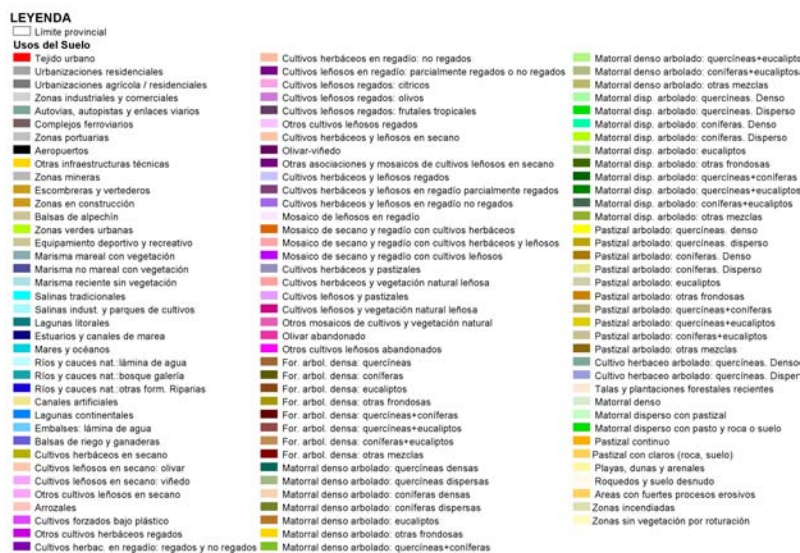 LEYENDA
Límite provincial
Usos del Suelo
Tejido urbano
Urbanizaciones residenciales
Urbanizaciones agrícola / residenciales
Zonas industriales y comerciales
Autovias, autopistas y enlaces viarios
Complejos ferroviarios
Zonas portuarias
Aeropuertos
Otras infraestructuras técnicas
Zonas mineras
Escombreras y vertederos
Zonas en construcción
Balsas de alpechín
Zonas verdes urbanas
Equipamiento deportivo y recreativo
Marisma mareal con vegetación
Marisma no mareal con vegetación
Marisma reciente sin vegetación
Salinas tradicionales
Salinas indust. y parques de cultivos
Lagunas litorales
Estuarios y canales de marea
Mares y océanos
Ríos y cauces nat.:lámina de agua
Ríos y cauces nat.:bosque galería
Ríos y cauces nat.:otras form. Riparias
Canales artificiales
Lagunas continentales
Embalses: lámina de agua
Balsas de riego y ganaderas
Cultivos herbáceos en secano
Cultivos leñosos en secano: olivar
Cultivos leñosos en secano: viñedo
Otros cultivos leñosos en secano
Arrozales
Cultivos forzados bajo plástico
Otros cultivos herbáceos regados
Cultivos herbac. en regadío: regados y no regados
Cultivos herbáceos en regadío: no regados
Cultivos leñosos en regadío: parcialmente regados o no regados
Cultivos leñosos regados: cítricos
Cultivos leñosos regados: olivos
Cultivos leñosos regados: frutales tropicales
Otros cultivos leñosos regados
Cultivos herbáceos y leñosos en secano
Olivar-viñedo
Otras asociaciones y mosaicos de cultivos leñosos en secano
Cultivos herbáceos y leñosos regados
Cultivos herbáceos y leñosos en regadío parcialmente regados
Cultivos herbáceos y leñosos en regadío no regados
Mosaico de leñosos en regadío
Mosaico de secano y regadío con cultivos herbáceos
Mosaico de secano y regadío con cultivos herbáceos y leñosos
Mosaico de secano y regadío con cultivos leñosos
Cultivos herbáceos y pastizales
Cultivos herbáceos y vegetación natural leñosa
Cultivos leñosos y pastizales
Cultivos leñosos y vegetación natural leñosa
Otros mosaicos de cultivos y vegetación natural
Olivar abandonado
Otros cultivos leñosos abandonados
For. arbol. densa: quercíneas
For. arbol. densa: coníferas
For. arbol. densa: eucaliptos
For. arbol. densa: otras frondosas
For. arbol. densa: quercíneas+coníferas
For. arbol. densa: quercíneas+eucaliptos
For. arbol. densa: coníferas+eucaliptos
For. arbol. densa: otras mezclas
Matorral denso arbolado: quercíneas densas
Matorral denso arbolado: quercíneas dispersas
Matorral denso arbolado: coníferas densas
Matorral denso arbolado: coníferas dispersas
Matorral denso arbolado: eucaliptos
Matorral denso arbolado: otras frondosas
Matorral denso arbolado: quercíneas+coníferas
Matorral denso arbolado: quercíneas+eucaliptos
Matorral denso arbolado: coníferas+eucaliptos
Matorral denso arbolado: otras mezclas
Matorral disp. arbolado: quercíneas. Denso
Matorral disp. arbolado: quercíneas. Disperso
Matorral disp. arbolado: coníferas. Denso
Matorral disp. arbolado: coníferas. Disperso
Matorral disp. arbolado: eucaliptos
Matorral disp. arbolado: otras frondosas
Matorral disp. arbolado: quercíneas+coníferas
Matorral disp. arbolado: quercíneas+eucaliptos
Matorral disp. arbolado: coníferas+eucaliptos
Matorral disp. arbolado: otras mezclas
Pastizal arbolado: quercíneas. denso
Pastizal arbolado: quercíneas. disperso
Pastizal arbolado: coníferas. Denso
Pastizal arbolado: coníferas. Disperso
Pastizal arbolado: eucaliptos
Pastizal arbolado: otras frondosas
Pastizal arbolado: quercíneas+coníferas
Pastizal arbolado: quercíneas+eucaliptos
Pastizal arbolado: coníferas+eucaliptos
Pastizal arbolado: otras mezclas
Cultivo herbaceo arbolado: quercíneas. Denso
Cultivo herbaceo arbolado: quercíneas. Disper
Talas y plantaciones forestales recientes
Matorral denso
Matorral disperso con pastizal
Matorral disperso con pasto y roca o suelo
Pastizal continuo
Pastizal con claros (roca, suelo)
Playas, dunas y arenales
Roquedos y suelo desnudo
Areas con fuertes procesos erosivos
Zonas incendiadas
Zonas sin vegetación por roturación